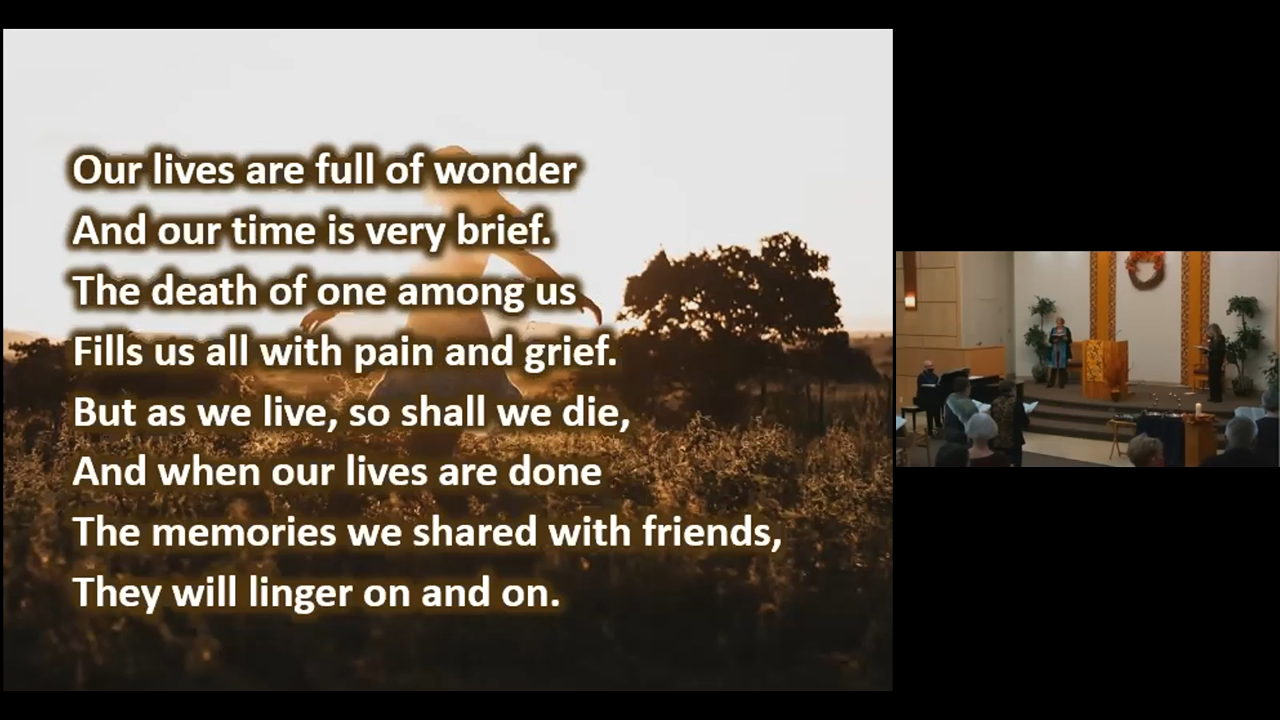 Our lives are full of wonder
And our time is very brief.
The death of one among us
Fills us all with pain and grief.
But as we live, so shall we die,
And when our lives are done
The memories we shared with friends,
They will linger on and on.